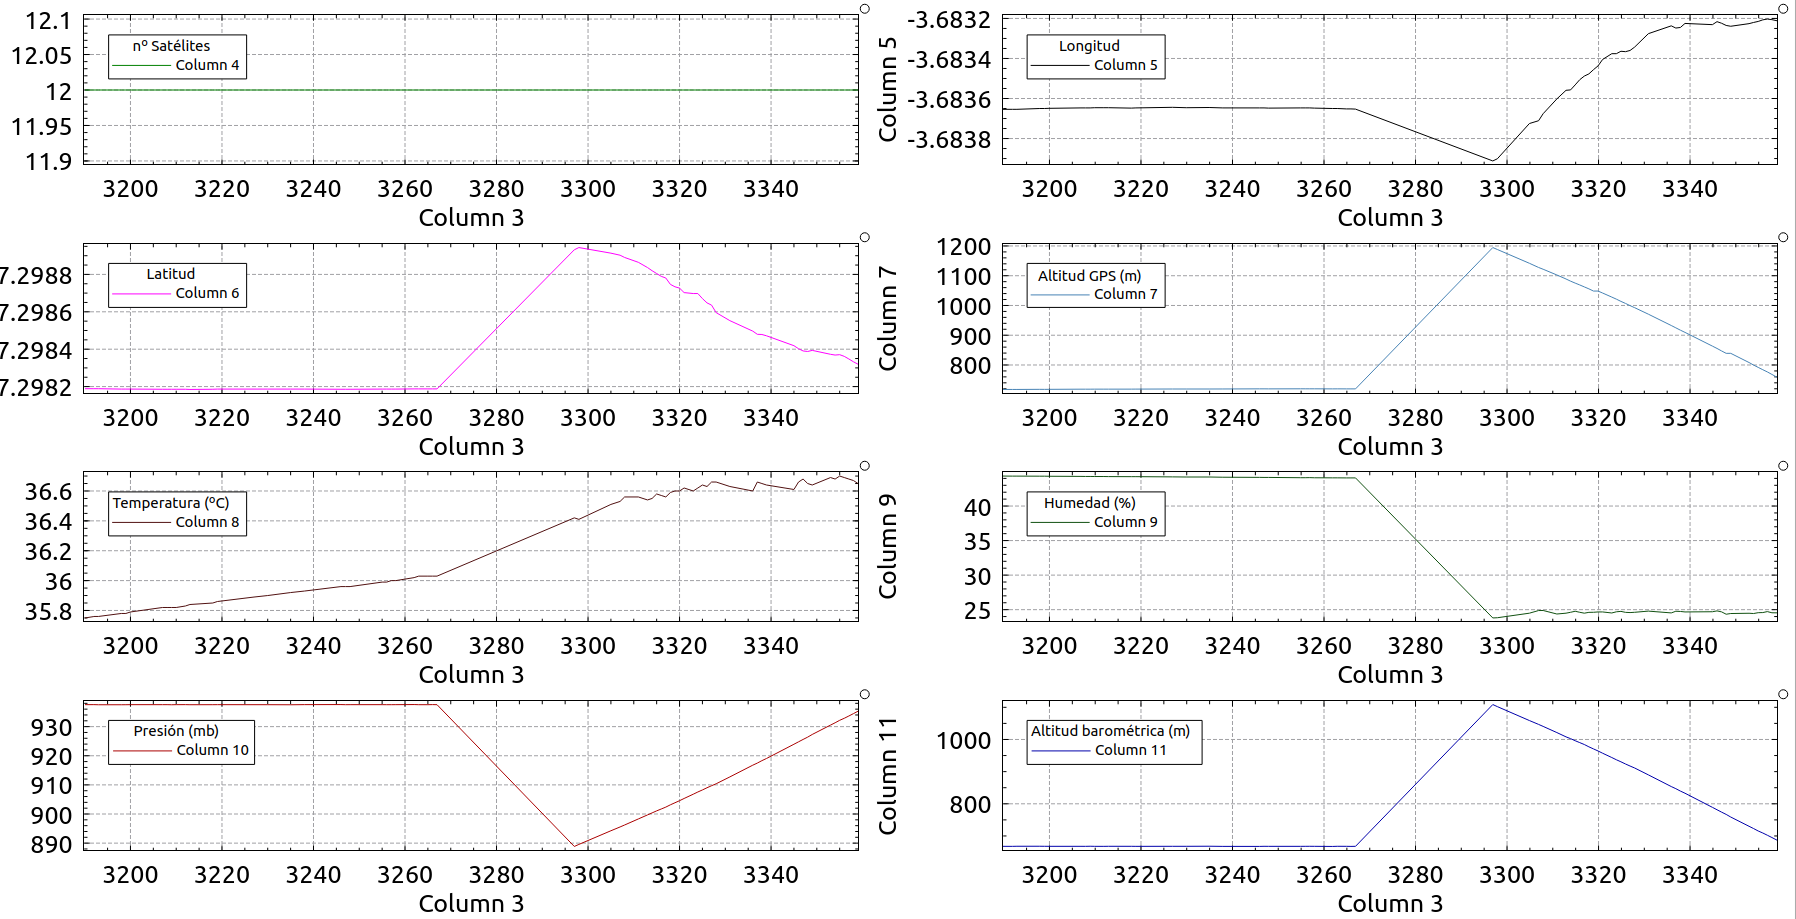 12.1
12.05
12
11.95
11.9
nº Satélites
Column 4
3200 3220 3240 3260 3280 3300 3320 3340
Column 3
Column 5
-3.6832
-3.6834
-3.6836
-3.6838
Longitud
Column 5
3200 3220 3240 3260 3280 3300 3320 3340
Column 3
7.2988
7.2986
7.2984
7.2982
Latitud
Column 6
3200 3220 3240 3260 3280 3300 3320 3340
Column 3
Column 7
1200
1100
1000
900
800
Altitud GPS (m)
Column 7
3200 3220 3240 3260 3280 3300 3320 3340
Column 3
36.6
36.4
36.2
36
35.8
Temperatura (ºC)
Column 8
3200 3220 3240 3260 3280 3300 3320 3340
Column 3
Column 9
40
35
30
25
Humedad (%)
Column 9
3200 3220 3240 3260 3280 3300 3320 3340
Column 3
930
920
910
900
890
Presión (mb)
Column 10
3200 3220 3240 3260 3280 3300 3320 3340
Column 3
Column 11
1000
800
Altitud barométrica (m)
Column 11
3200 3220 3240 3260 3280 3300 3320 3340
Column 3